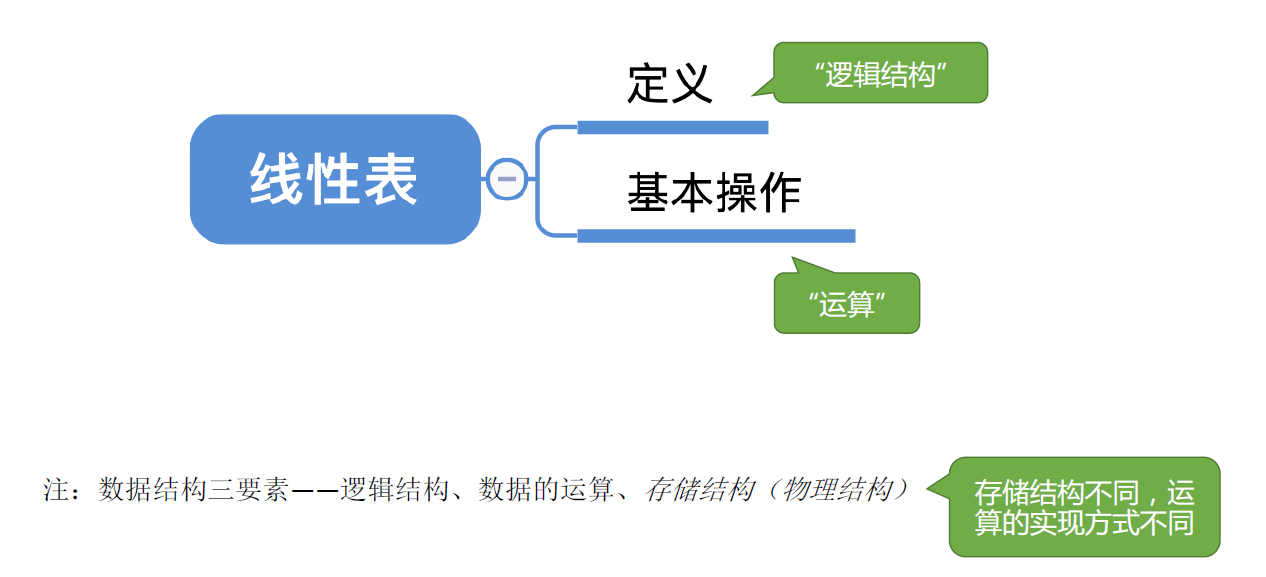 定义
“逻辑结构”
线性表
基本操作
“运算”
注：数据结构三要素——逻辑结构、数据的运算、存储结构（物理结构）
存储结构不同，运
算的实现方式不同